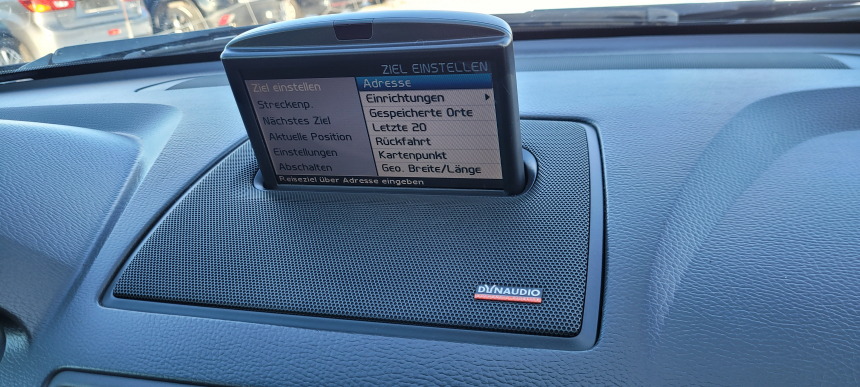 ZIEL EINSTELLEN
Ziel einstellen
Streckenp.
Nächstes Ziel
Aktuelle Position
Einstellungen
Abschalten
Adresse
Einrichtungen
Gespeicherte Orte
Letzte 20
Rückfahrt
Kartenpunkt
Geo. Breite/Länge
Reiseziel über Adresse eingeben
DYNAUDIO